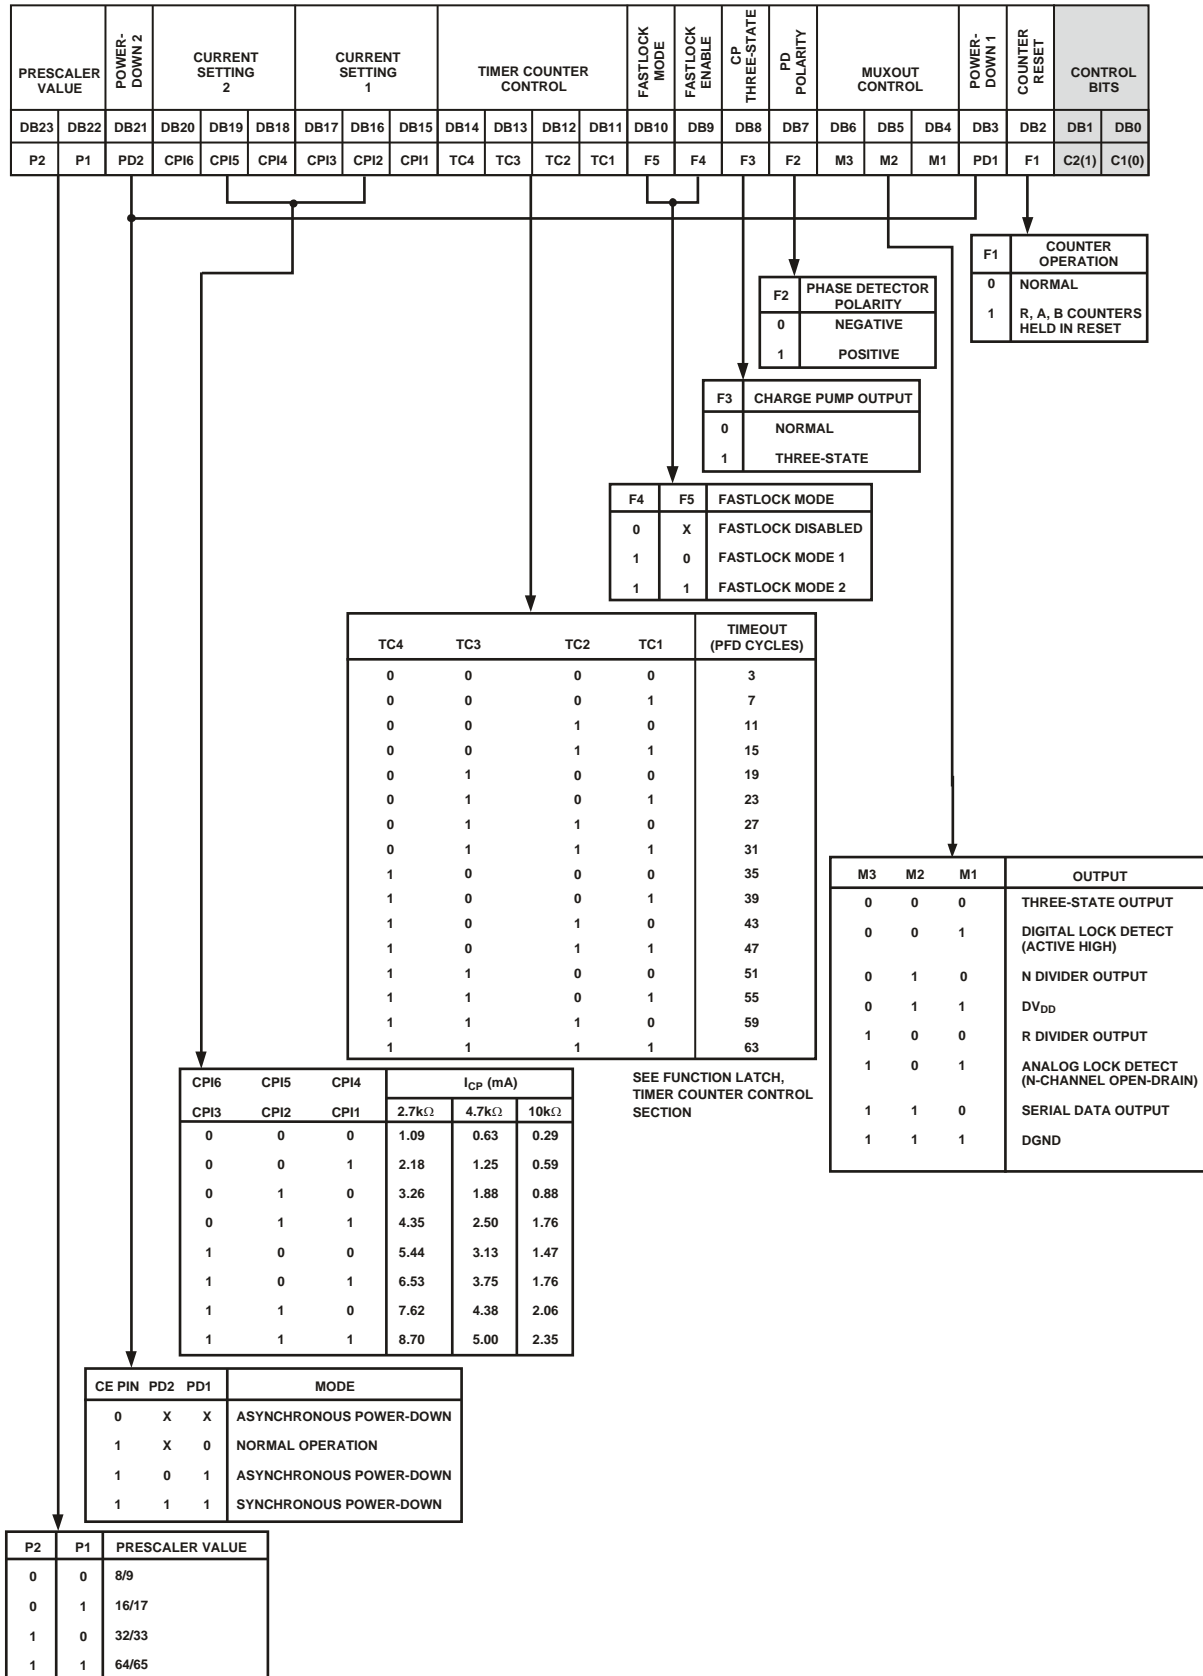 PRESCALER
VALUE
POWER-
DOWN 2
CURRENT
SETTING
2
CURRENT
SETTING
1
TIMER COUNTER
CONTROL
FASTLOCK
MODE
FASTLOCK
ENABLE
CP
THREE-STATE
PD
POLARITY
MUXOUT
CONTROL
POWER-
DOWN 1
COUNTER
RESET
CONTROL
BITS
DB23 DB22 DB21 DB20 DB19 DB18 DB17 DB16 DB15 DB14 DB13 DB12 DB11 DB10 DB9 DB8 DB7 DB6 DB5 DB4 DB3 DB2 DB1 DB0
P2 P1 PD2 CPI6 CPI5 CPI4 CPI3 CPI2 CPI1 TC4 TC3 TC2 TC1 F5 F4 F3 F2 M3 M2 M1 PD1 F1 C2(1) C1(0)
F1 COUNTER
OPERATION
0 NORMAL
1 R, A, B COUNTERS
HELD IN RESET
F2 PHASE DETECTOR
POLARITY
0 NEGATIVE
1 POSITIVE
F3 CHARGE PUMP OUTPUT
0 NORMAL
1 THREE-STATE
F4 F5 FASTLOCK MODE
0 X FASTLOCK DISABLED
1 0 FASTLOCK MODE 1
1 1 FASTLOCK MODE 2
TC4 TC3 TC2 TC1 TIMEOUT
(PFD CYCLES)
0 0 0 0 3
0 0 0 1 7
0 0 1 0 11
0 0 1 1 15
0 1 0 0 19
0 1 0 1 23
0 1 1 0 27
0 1 1 1 31
1 0 0 0 35
1 0 0 1 39
1 0 1 0 43
1 0 1 1 47
1 1 0 0 51
1 1 0 1 55
1 1 1 0 59
1 1 1 1 63
SEE FUNCTION LATCH,
TIMER COUNTER CONTROL
SECTION
M3 M2 M1 OUTPUT
0 0 0 THREE-STATE OUTPUT
0 0 1 DIGITAL LOCK DETECT
(ACTIVE HIGH)
0 1 0 N DIVIDER OUTPUT
0 1 1 DVDD
1 0 0 R DIVIDER OUTPUT
1 0 1 ANALOG LOCK DETECT
(N-CHANNEL OPEN-DRAIN)
1 1 0 SERIAL DATA OUTPUT
1 1 1 DGND
CPI6 CPI5 CPI4 ICP (mA)
CPI3 CPI2 CPI1 2.7kΩ 4.7kΩ 10kΩ
0 0 0 1.09 0.63 0.29
0 0 1 2.18 1.25 0.59
0 1 0 3.26 1.88 0.88
0 1 1 4.35 2.50 1.76
1 0 0 5.44 3.13 1.47
1 0 1 6.53 3.75 1.76
1 1 0 7.62 4.38 2.06
1 1 1 8.70 5.00 2.35
CE PIN PD2 PD1 MODE
0 X X ASYNCHRONOUS POWER-DOWN
1 X 0 NORMAL OPERATION
1 0 1 ASYNCHRONOUS POWER-DOWN
1 1 1 SYNCHRONOUS POWER-DOWN
P2 P1 PRESCALER VALUE
0 0 8/9
0 1 16/17
1 0 32/33
1 1 64/65